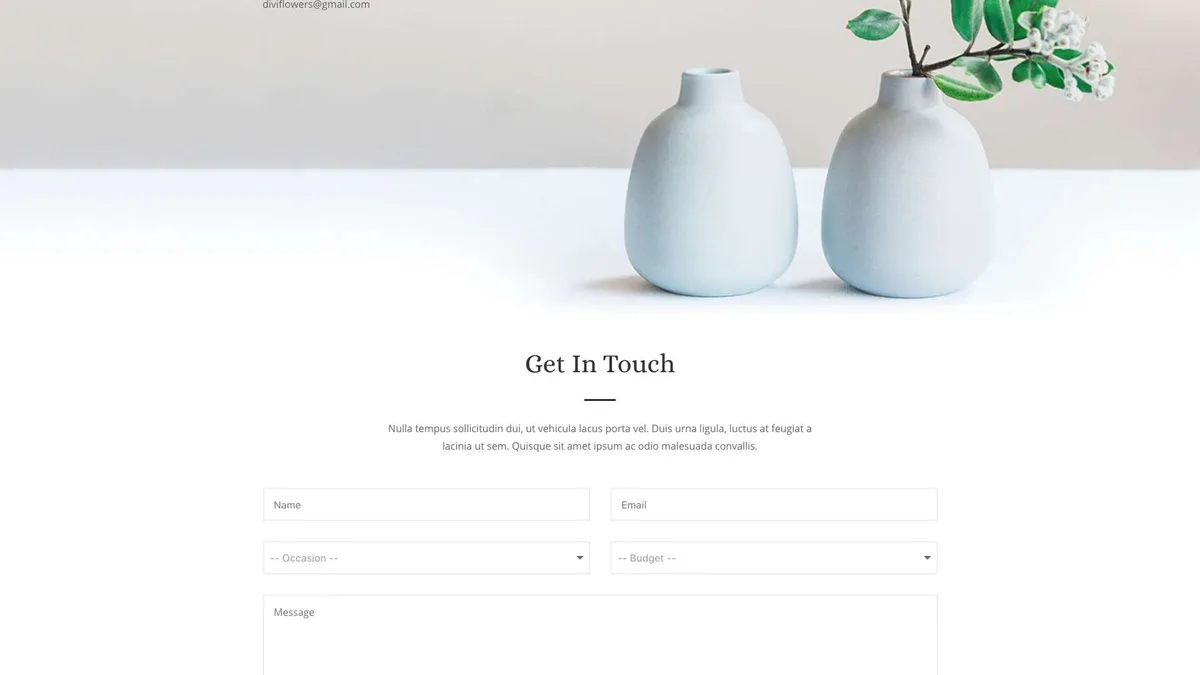 diviflowers@gmail.com
Get In Touch
Nulla tempus sollicitudin dui, ut vehicula lacus porta vel. Duis urna ligula, luctus at feugiat a
lacinia ut sem. Quisque sit amet ipsum ac odio malesuada convallis.
Name
Email
-- Occasion --
-- Budget --
Message